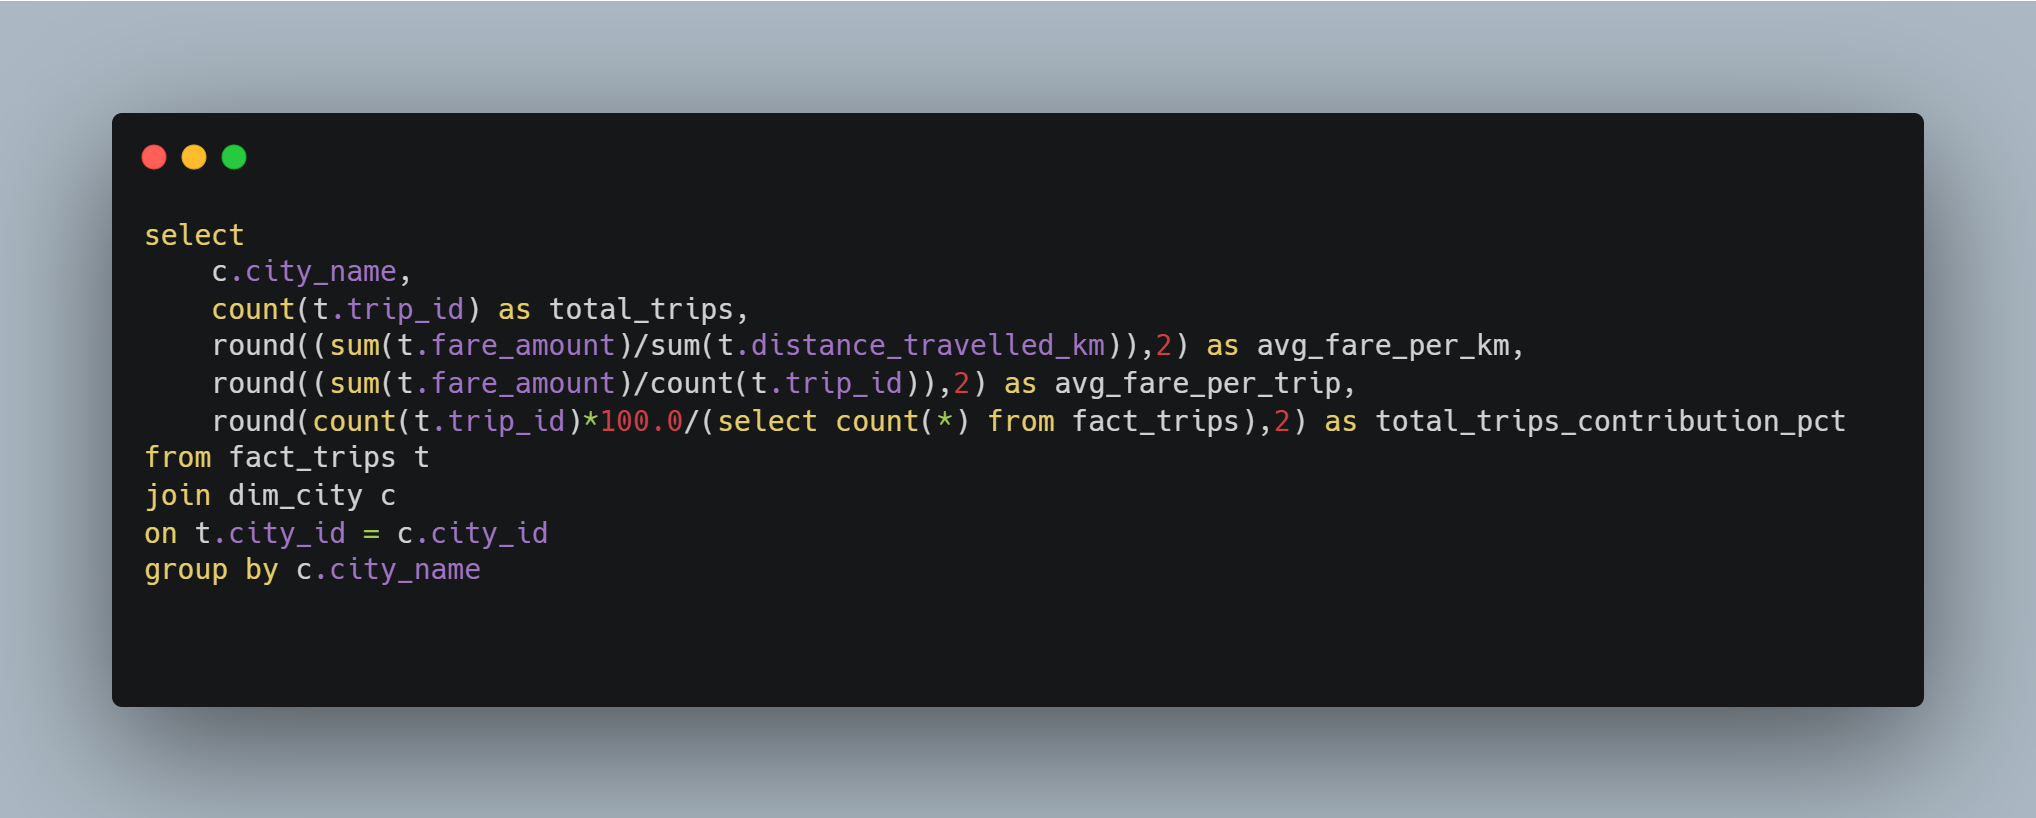 select
    c.city_name,
    count(t.trip_id) as total_trips,
    round((sum(t.fare_amount)/sum(t.distance_travelled_km)),2) as avg_fare_per_km,
    round((sum(t.fare_amount)/count(t.trip_id)),2) as avg_fare_per_trip,
    round(count(t.trip_id)*100.0/(select count(*) from fact_trips),2) as total_trips_contribution_pct
from fact_trips t
join dim_city c
on t.city_id = c.city_id
group by c.city_name